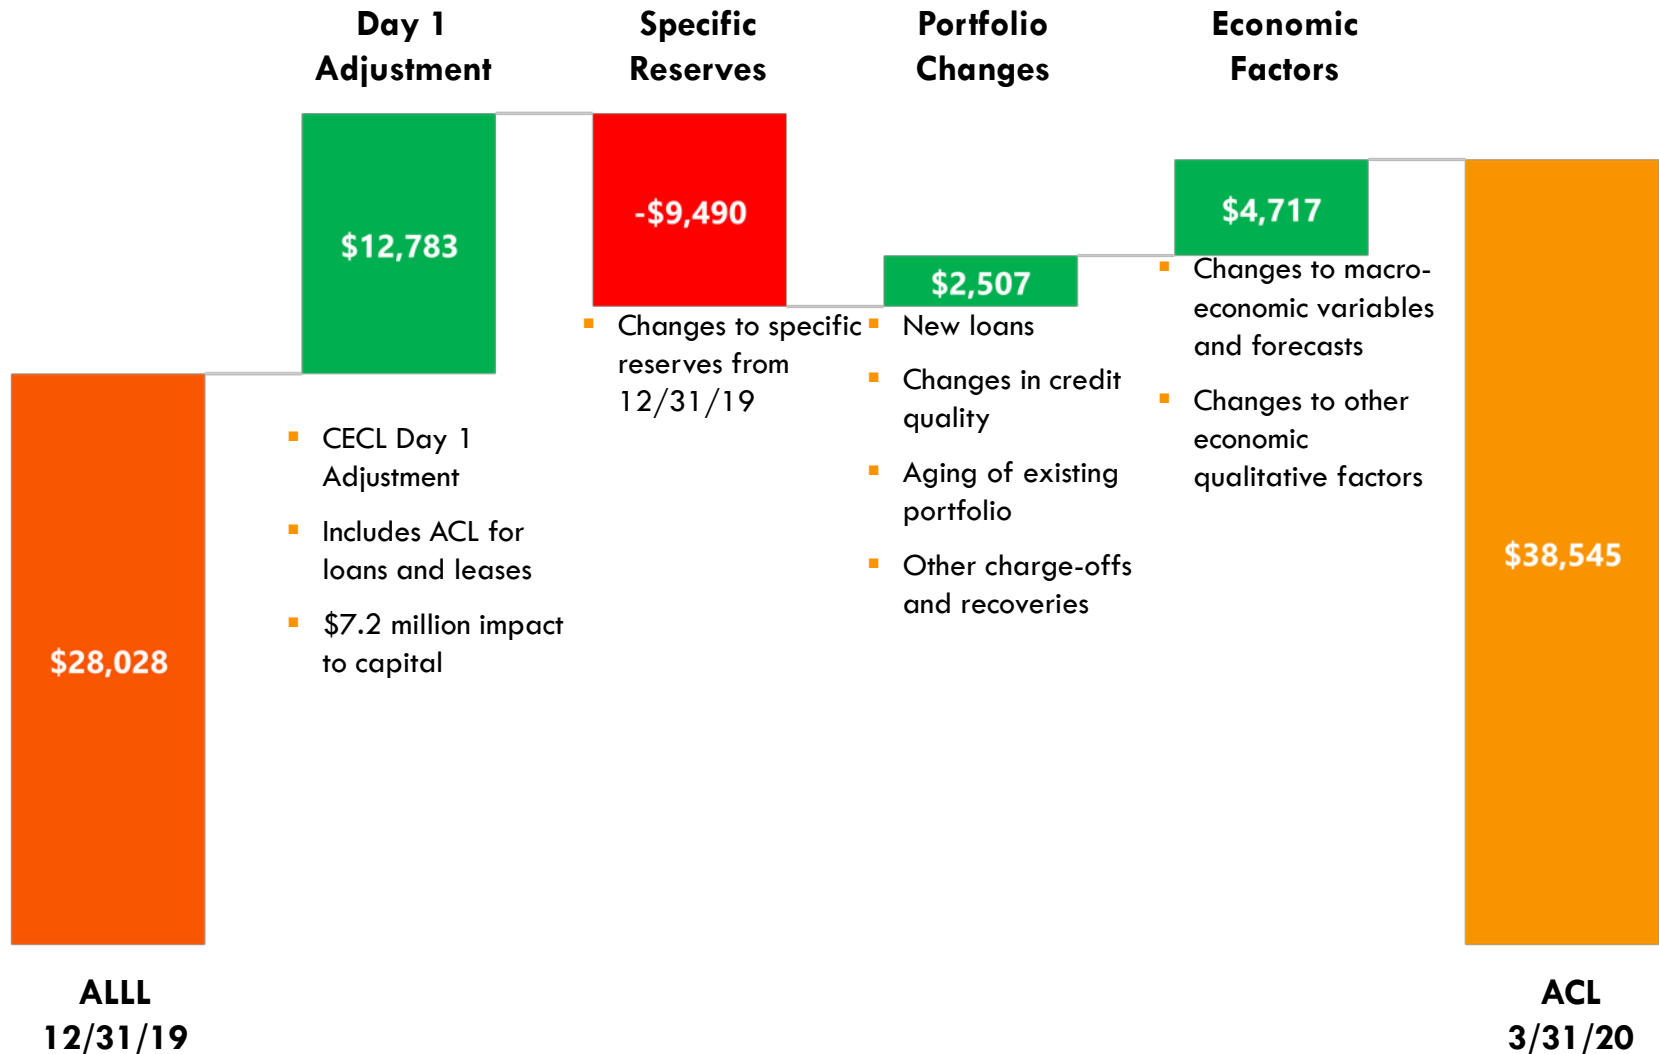 Day 1
Adjustment
Specific
Reserves
Portfolio
Changes
Economic
Factors
$28,028
$12,783
-$9,490
$2,507
$4,717
$38,545
CECL Day 1
Adjustment
Includes ACL for
loans and leases
$7.2 million impact
to capital
Changes to specific
reserves from
12/31/19
New loans
Changes in credit
quality
Aging of existing
portfolio
Other charge-offs
and recoveries
Changes to macro-
economic variables
and forecasts
Changes to other
economic
qualitative factors
ALLL
12/31/19
ACL
3/31/20